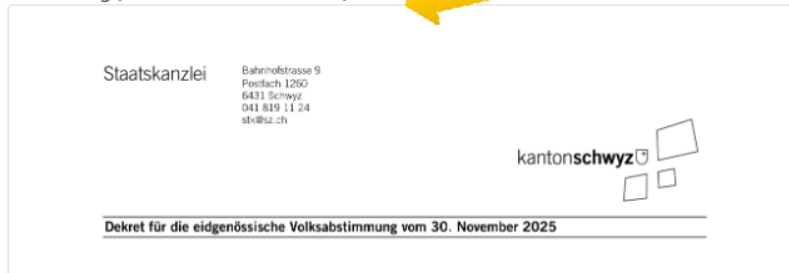 Staatskanzlei
Bahnhofstrasse 9
Postfach 1260
6431 Schwyz
041 819 11 24
stk@sz.ch
kantonschwyz
Dekret für die eidgenössische Volksabstimmung vom 30. November 2025